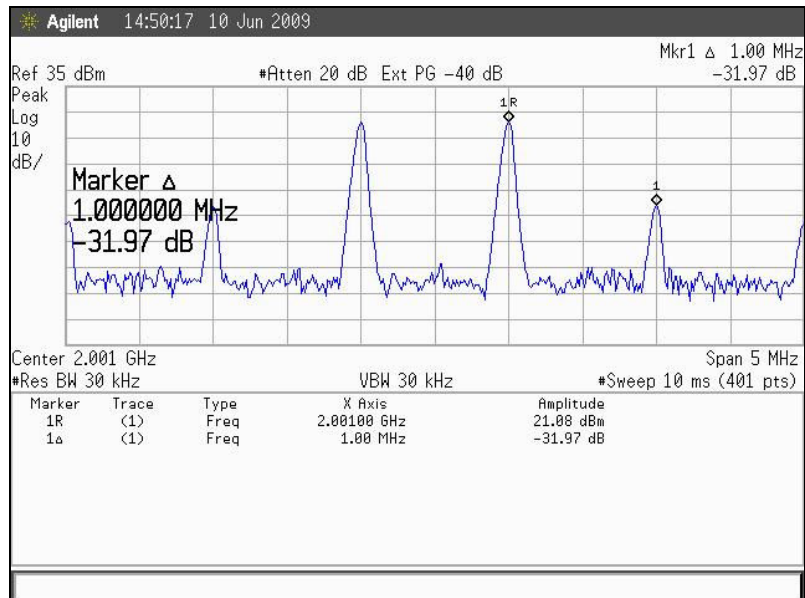 Agilent 14:50:17 10 Jun 2009
Mkr1 Δ 1.00 MHz
Ref 35 dBm #Atten 20 dB Ext PG -40 dB -31.97 dB
Peak
Log
10
dB/
1R
1
Marker Δ
1.000000 MHz
-31.97 dB
Center 2.001 GHz Span 5 MHz
#Res BW 30 kHz VBW 30 kHz #Sweep 10 ms (401 pts)
Marker Trace Type X Axis Amplitude
1R (1) Freq 2.00100 GHz 21.08 dBm
1Δ (1) Freq 1.00 MHz -31.97 dB